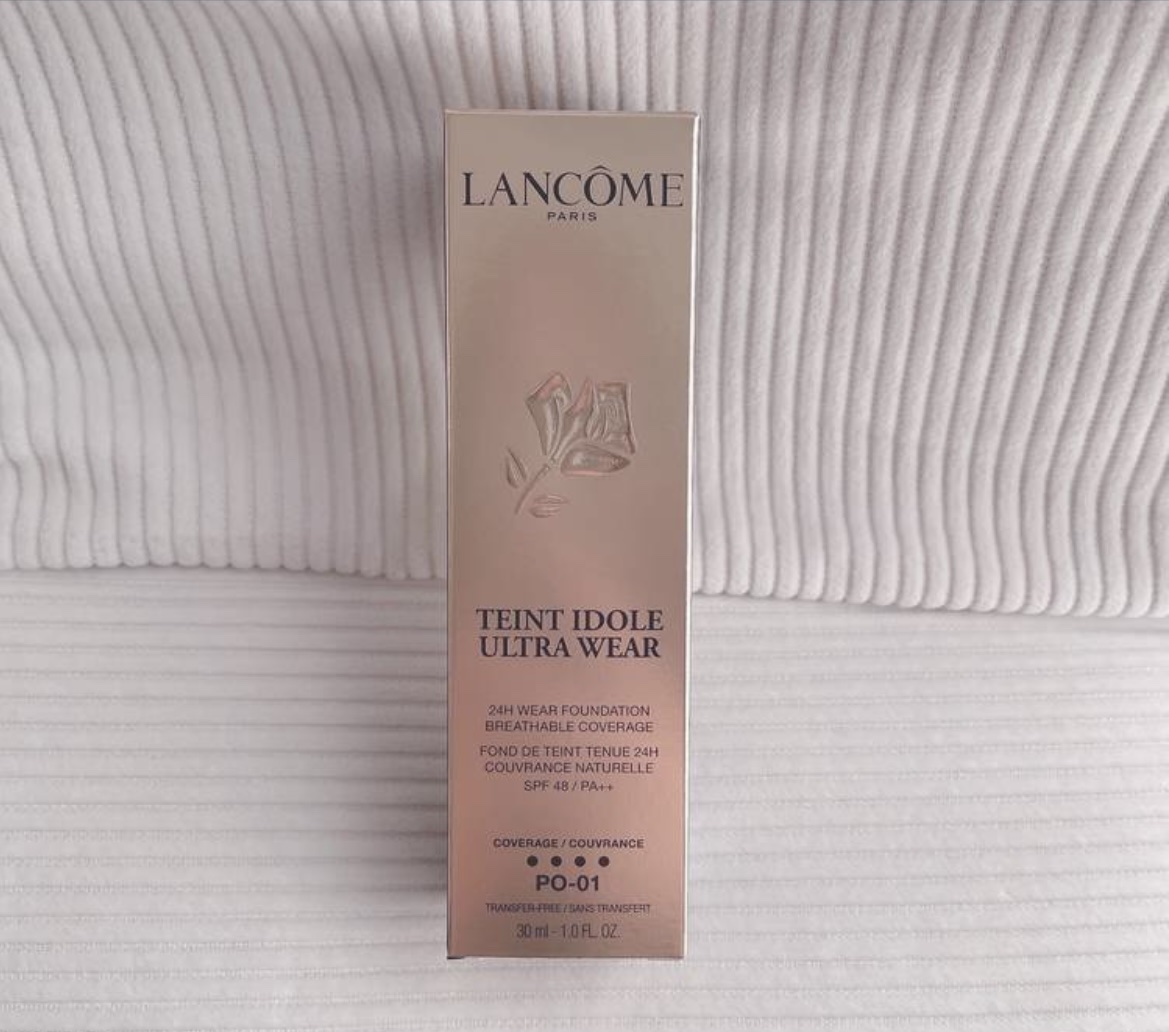 LANCÔME
PARIS
TEINT IDOLE
ULTRA WEAR
24H WEAR FOUNDATION
BREATHABLE COVERAGE
FOND DE TEINT TENUE 24H
COUVRANCE NATURELLE
SPF 48 / PA++
COVERAGE / COUVRANCE
PO-01
TRANSFER-FREE / SANS TRANSFERT
30 ml - 1.0 FL. OZ.